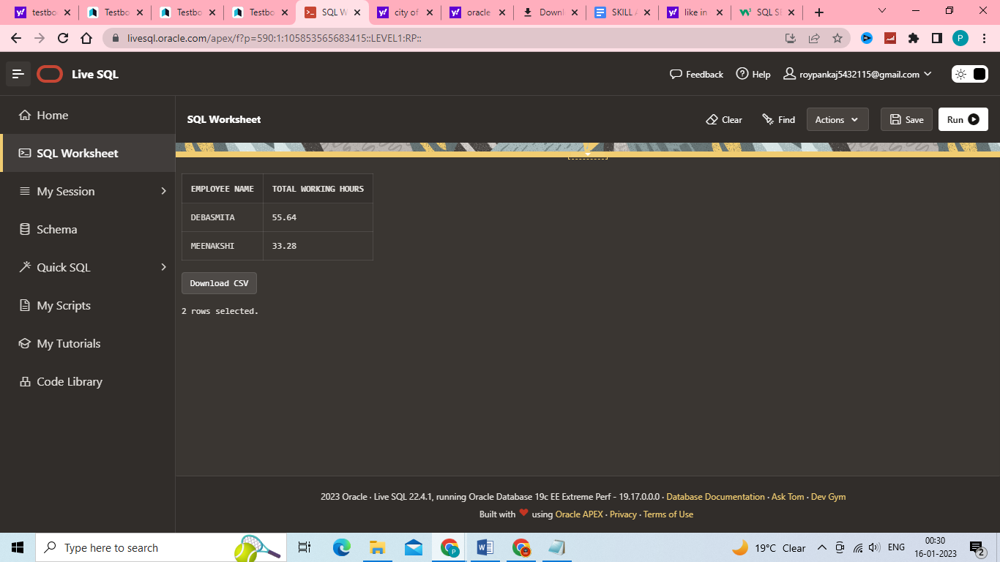 testbo
Testbo
Testbo
Testbo
SQL W
city of
oracle
Downl
SKILL A
like in
SQL SE
livesql.oracle.com/apex/f?p=590:1:105853565683415::LEVEL1:RP::
P
Live SQL
Feedback
Help
roypankaj5432115@gmail.com
Home
SQL Worksheet
My Session
Schema
Quick SQL
My Scripts
My Tutorials
Code Library
SQL Worksheet
Clear
Find
Actions
Save
Run
EMPLOYEE NAME TOTAL WORKING HOURS
DEBASMITA 55.64
MEENAKSHI 33.28
Download CSV
2 rows selected.
2023 Oracle · Live SQL 22.4.1, running Oracle Database 19c EE Extreme Perf - 19.17.0.0.0 · Database Documentation · Ask Tom · Dev Gym
Built with ❤ using Oracle APEX · Privacy · Terms of Use
Type here to search
19°C Clear
ENG
00:30
16-01-2023
2